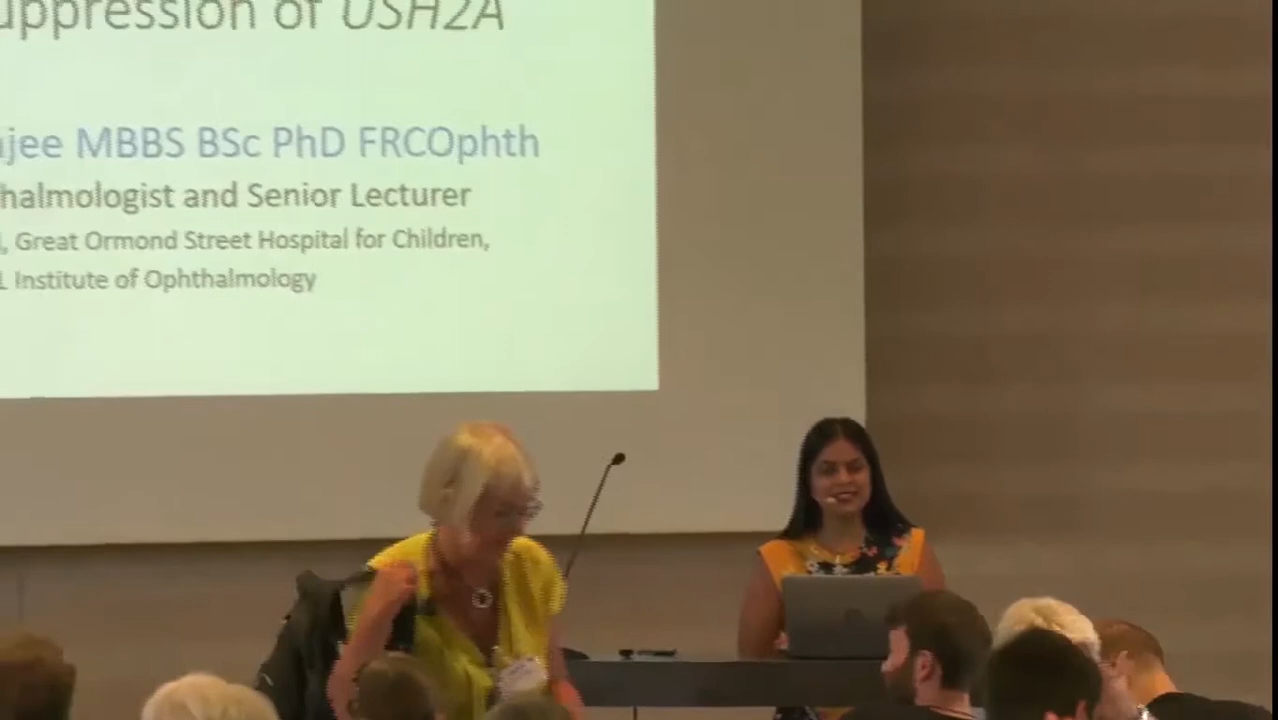 uppression of USH2A
jee MBBS BSc PhD FRCOphth
halmologist and Senior Lecturer
, Great Ormond Street Hospital for Children,
L Institute of Ophthalmology